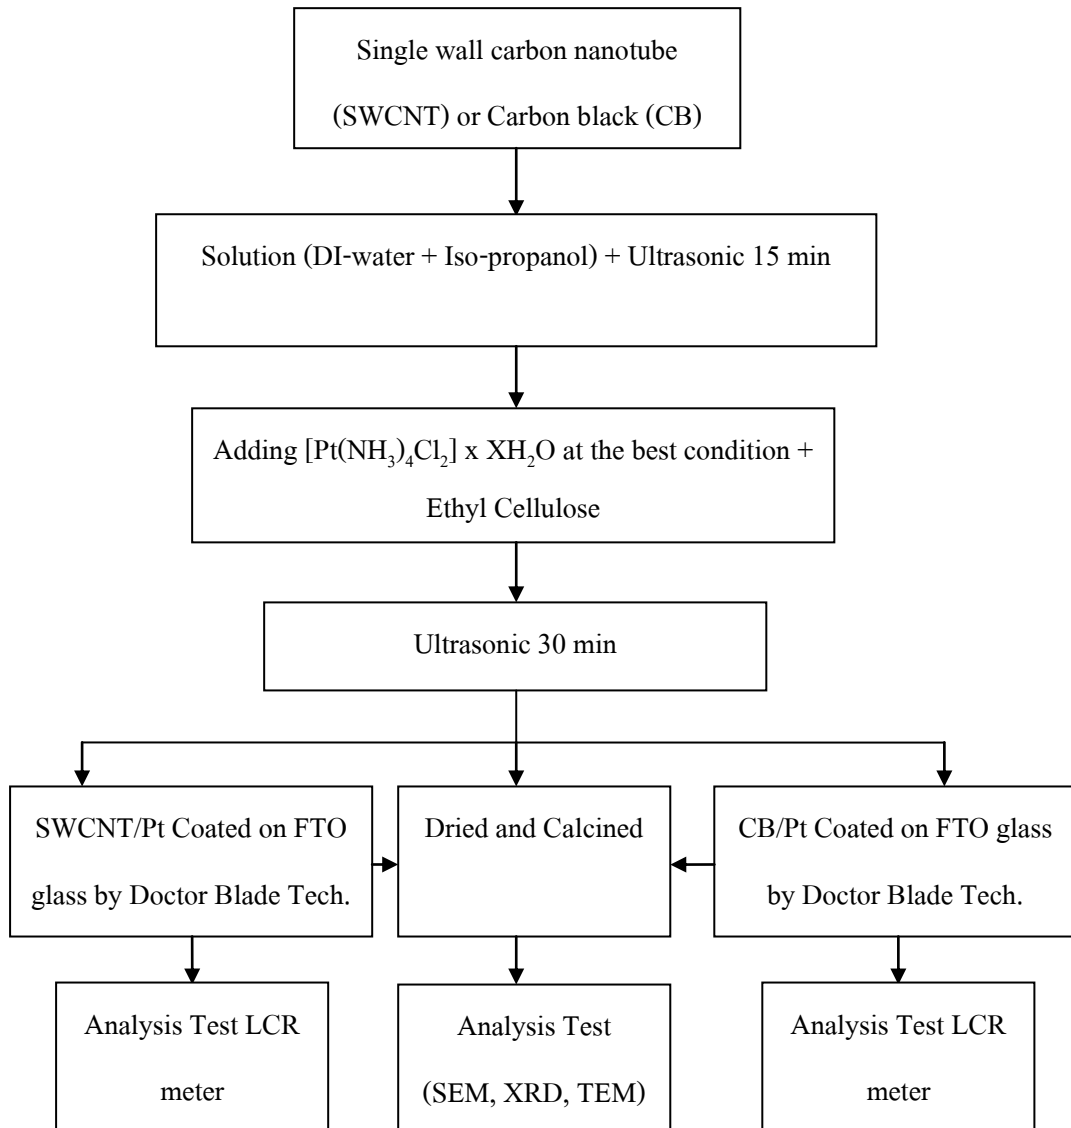 Single wall carbon nanotube
(SWCNT) or Carbon black (CB)
Solution (DI-water + Iso-propanol) + Ultrasonic 15 min
Adding [Pt(NH₃)₄Cl₂] x XH₂O at the best condition +
Ethyl Cellulose
Ultrasonic 30 min
SWCNT/Pt Coated on FTO
glass by Doctor Blade Tech.
Dried and Calcined
CB/Pt Coated on FTO glass
by Doctor Blade Tech.
Analysis Test LCR
meter
Analysis Test
(SEM, XRD, TEM)
Analysis Test LCR
meter